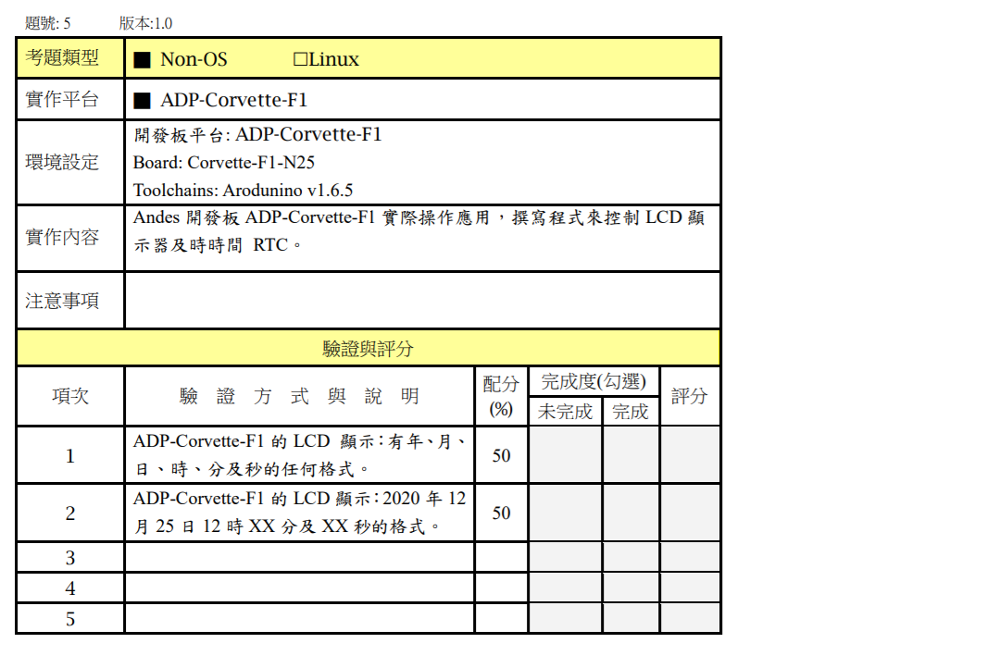 題號: 5 版本:1.0
考題類型 ■ Non-OS □Linux
實作平台 ■ ADP-Corvette-F1
環境設定
開發板平台: ADP-Corvette-F1
Board: Corvette-F1-N25
Toolchains: Arodunino v1.6.5
實作內容
Andes 開發板 ADP-Corvette-F1 實際操作應用，撰寫程式來控制 LCD 顯
示器及時時間 RTC。
注意事項
驗證與評分
項次 驗 證 方 式 與 說 明 配分 完成度(勾選) 評分
(%) 未完成 完成
1
ADP-Corvette-F1 的 LCD 顯示：有年、月、
日、時、分及秒的任何格式。
50
2
ADP-Corvette-F1 的 LCD 顯示：2020 年 12
月 25 日 12 時 XX 分及 XX 秒的格式。
50
3
4
5